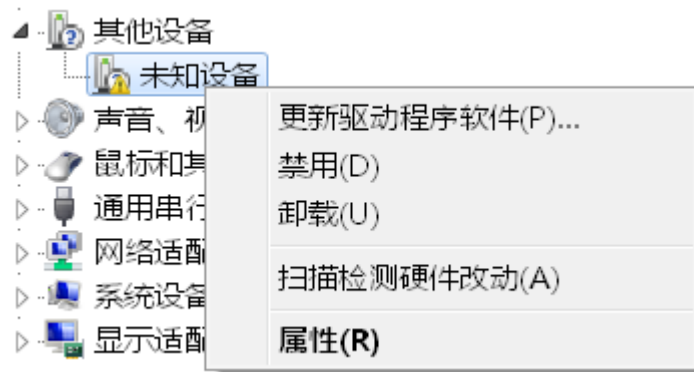 其他设备
未知设备
声音、视
鼠标和其
通用串行
网络适配
系统设备
显示适配
更新驱动程序软件(P)...
禁用(D)
卸载(U)
扫描检测硬件改动(A)
属性(R)